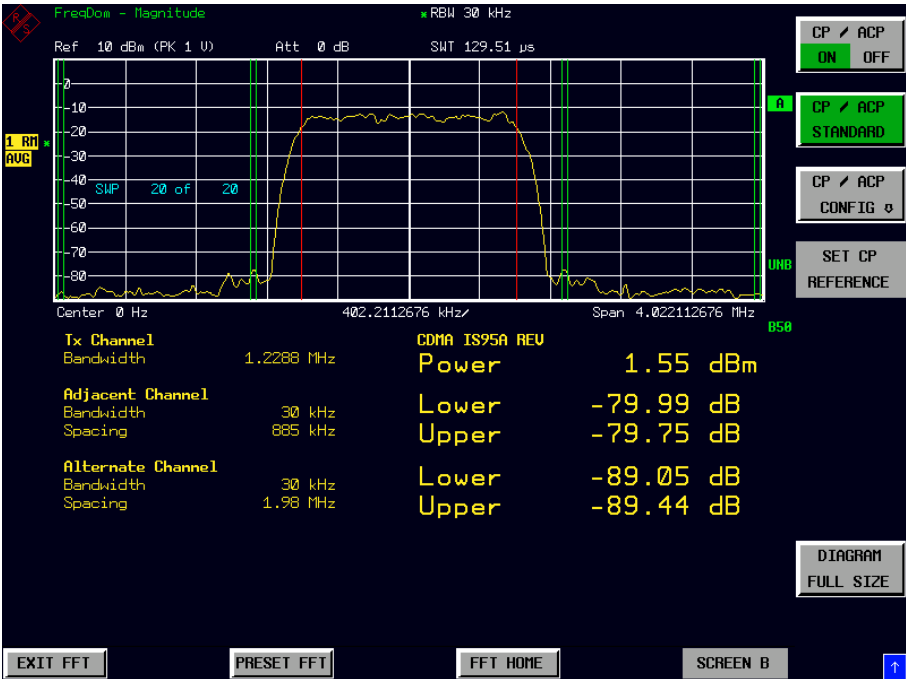 R/S
FreqDom - Magnitude
*RBW 30 kHz
Ref 10 dBm (PK 1 V) Att 0 dB SWT 129.51 µs
0
-10
-20
-30
-40
-50
-60
-70
-80
1 RM *
AVG
SWP 20 of 20
A
UNB
B50
Center 0 Hz 402.2112676 kHz/ Span 4.022112676 MHz
Tx Channel
Bandwidth 1.2288 MHz
CDMA IS95A REV
Power 1.55 dBm
Adjacent Channel
Bandwidth 30 kHz
Spacing 885 kHz
Lower -79.99 dB
Upper -79.75 dB
Alternate Channel
Bandwidth 30 kHz
Spacing 1.98 MHz
Lower -89.05 dB
Upper -89.44 dB
CP / ACP
ON OFF
CP / ACP
STANDARD
CP / ACP
CONFIG ⇩
SET CP
REFERENCE
DIAGRAM
FULL SIZE
EXIT FFT PRESET FFT FFT HOME SCREEN B ↑